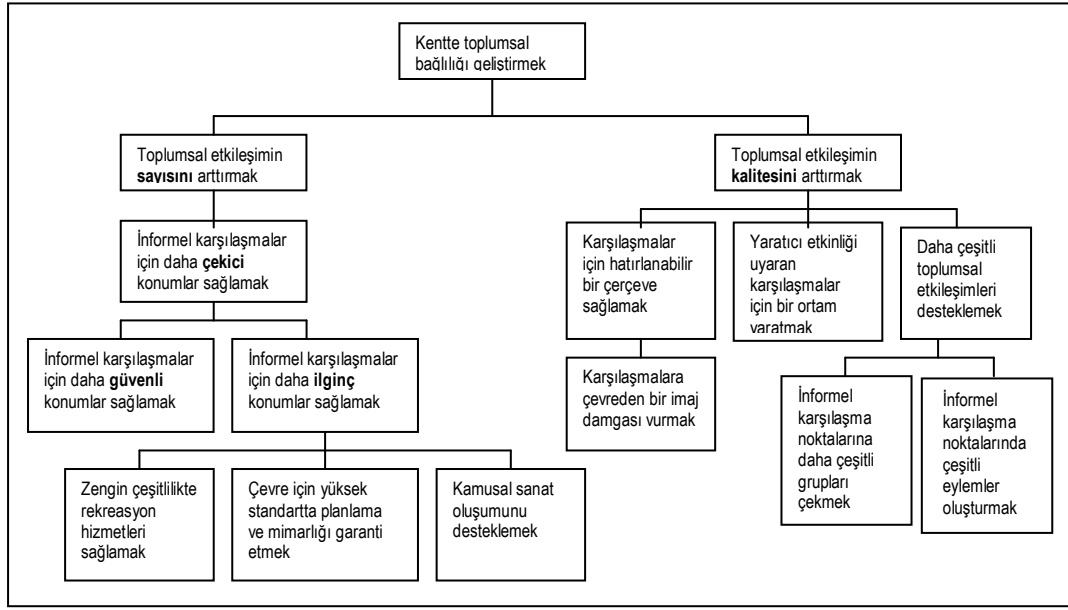 Kentte toplumsal
bağlılığı geliştirmek
Toplumsal etkileşimin
sayısını arttırmak
Toplumsal etkileşimin
kalitesini arttırmak
İnformel karşılaşmalar
için daha çekici
konumlar sağlamak
Karşılaşmalar
için hatırlanabilir
bir çerçeve
sağlamak
Yaratıcı etkinliği
uyaran
karşılaşmalar
için bir ortam
yaratmak
Daha çeşitli
toplumsal
etkileşimleri
desteklemek
İnformel karşılaşmalar
için daha güvenli
konumlar sağlamak
İnformel karşılaşmalar
için daha ilginç
konumlar sağlamak
Karşılaşmalara
çevreden bir imaj
damgası vurmak
İnformel
karşılaşma
noktalarına
daha çeşitli
grupları
çekmek
İnformel
karşılaşma
noktalarında
çeşitli
eylemler
oluşturmak
Zengin çeşitlilikte
rekreasyon
hizmetleri
sağlamak
Çevre için yüksek
standartta planlama
ve mimarlığı garanti
etmek
Kamusal sanat
oluşumunu
desteklemek